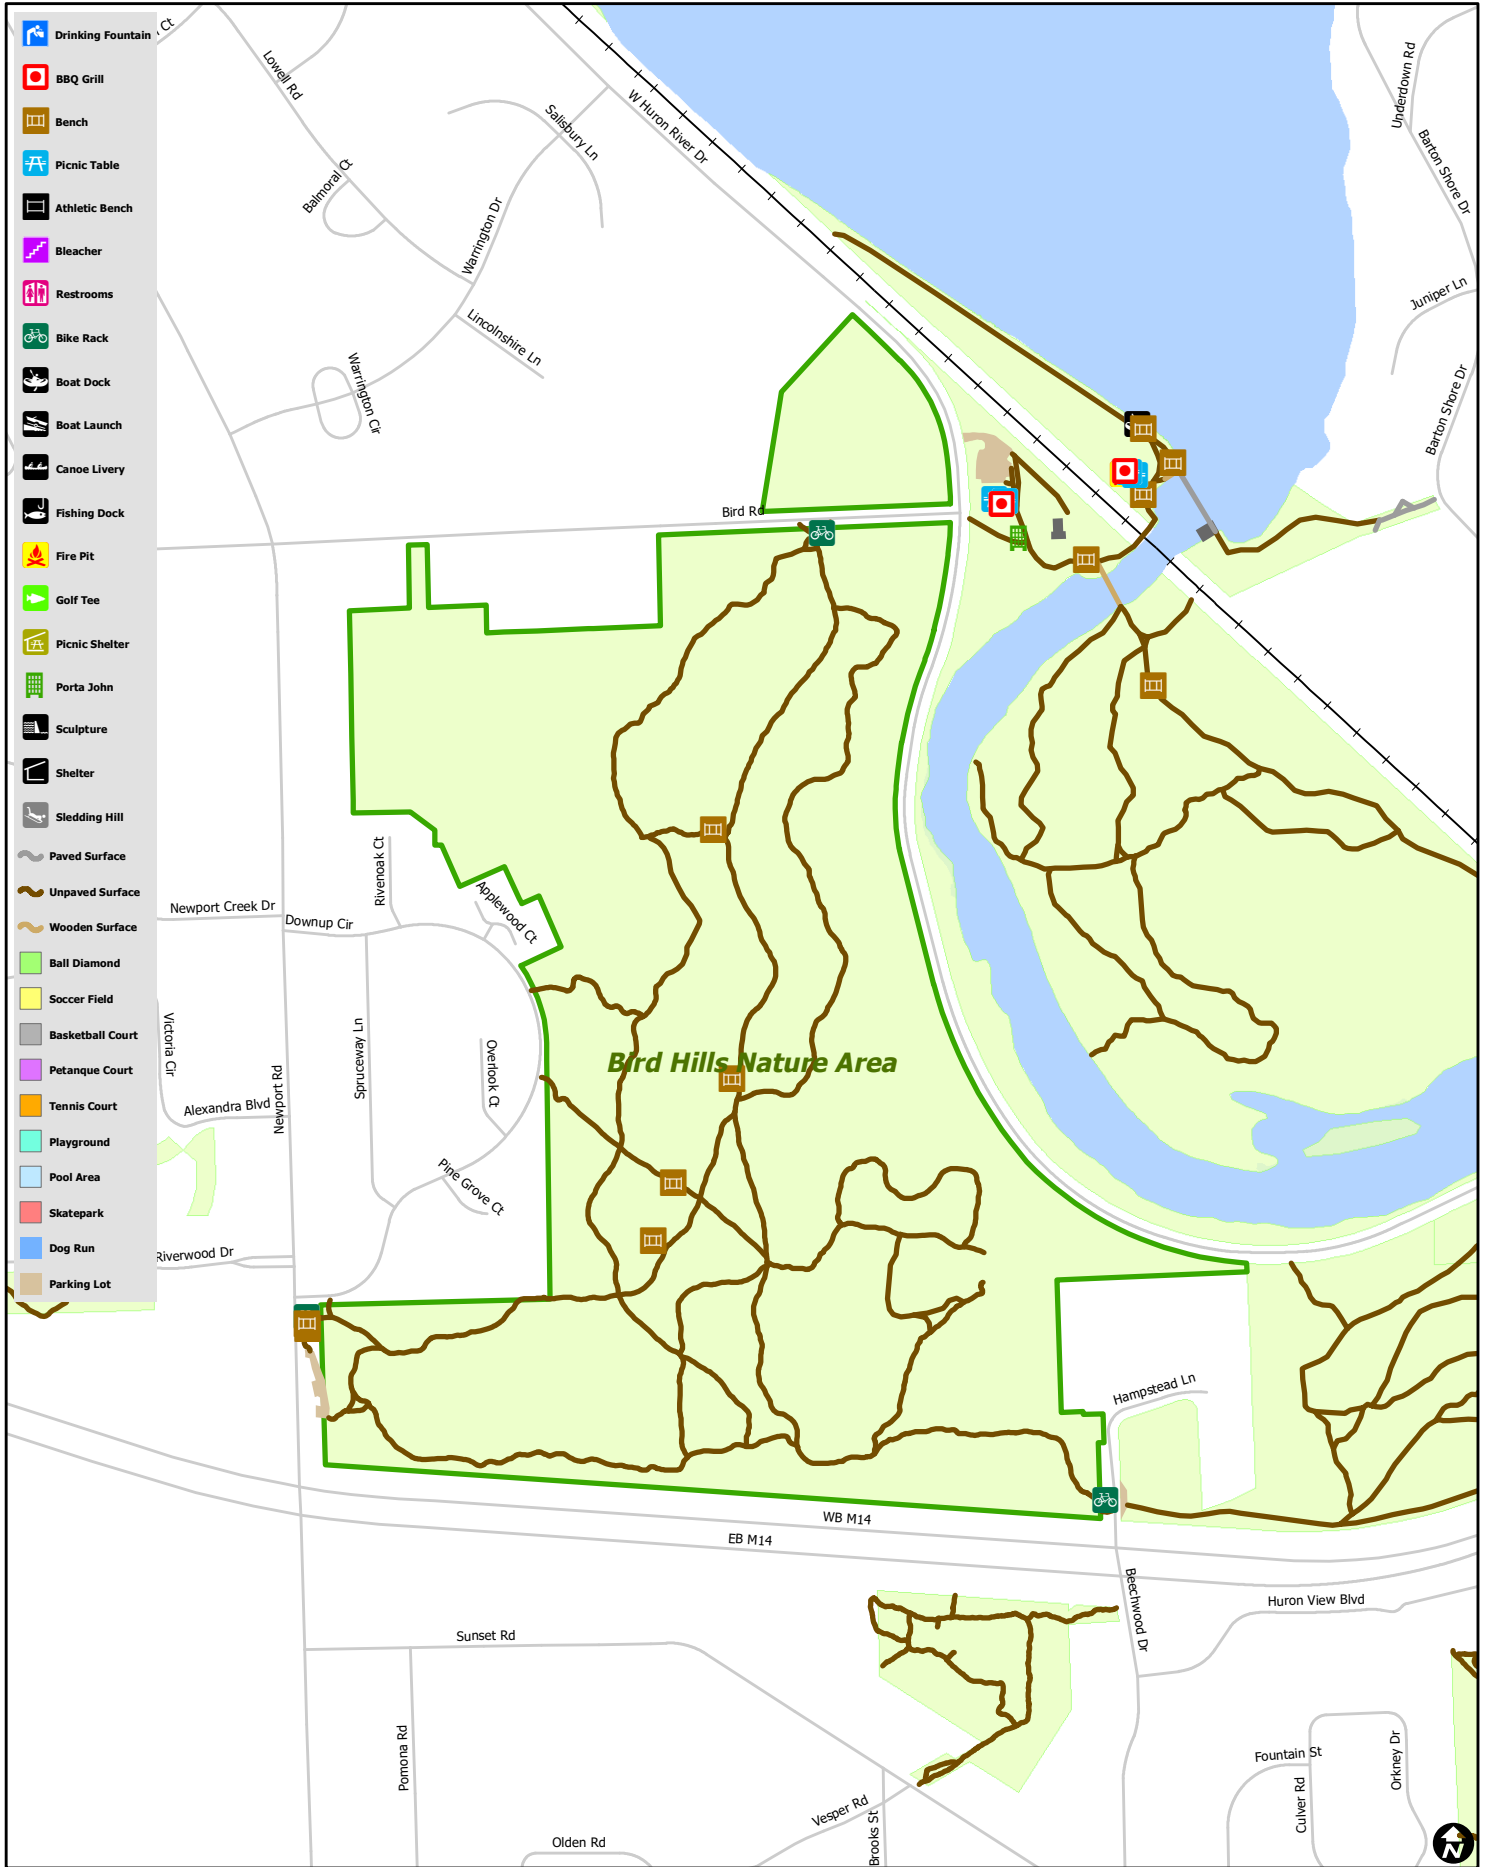 Drinking Fountain
BBQ Grill
Bench
Picnic Table
Athletic Bench
Bleacher
Restrooms
Bike Rack
Boat Dock
Boat Launch
Canoe Livery
Fishing Dock
Fire Pit
Golf Tee
Picnic Shelter
Porta John
Sculpture
Shelter
Sledding Hill
Paved Surface
Unpaved Surface
Wooden Surface
Ball Diamond
Soccer Field
Basketball Court
Petanque Court
Tennis Court
Playground
Pool Area
Skatepark
Dog Run
Parking Lot
Ct
Lowell Rd
Balmoral Ct
Salisbury Ln
W Huron River Dr
Warrington Dr
Lincolnshire Ln
Warrington Cir
Underdown Rd
Barton Shore Dr
Juniper Ln
Barton Shore Dr
Bird Rd
Rivenoak Ct
Applewood Ct
Newport Creek Dr
Downup Cir
Victoria Cir
Spruceway Ln
Overlook Ct
Newport Rd
Alexandra Blvd
Pine Grove Ct
Riverwood Dr
Bird Hills Nature Area
Hampstead Ln
WB M14
EB M14
Beechwood Dr
Huron View Blvd
Sunset Rd
Pomona Rd
Vesper Rd
Brooks St
Olden Rd
Fountain St
Culver Rd
Orkney Dr
N